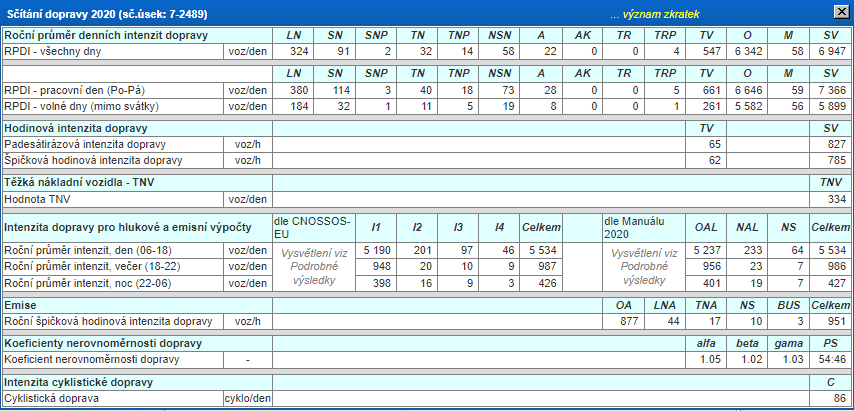 Sčítání dopravy 2020 (sč.úsek: 7-2489) ... význam zkratek
Roční průměr denních intenzit dopravy LN SN SNP TN TNP NSN A AK TR TRP TV O M SV
RPDI - všechny dny voz/den 324 91 2 32 14 58 22 0 0 4 547 6 342 58 6 947
LN SN SNP TN TNP NSN A AK TR TRP TV O M SV
RPDI - pracovní den (Po-Pá) voz/den 380 114 3 40 18 73 28 0 0 5 661 6 646 59 7 366
RPDI - volné dny (mimo svátky) voz/den 184 32 1 11 5 19 8 0 0 1 261 5 582 56 5 899
Hodinová intenzita dopravy TV SV
Padesátirázová intenzita dopravy voz/h 65 827
Špičková hodinová intenzita dopravy voz/h 62 785
Těžká nákladní vozidla - TNV TNV
Hodnota TNV voz/den 334
Intenzita dopravy pro hlukové a emisní výpočty dle CNOSSOS-EU I1 I2 I3 I4 Celkem dle Manuálu 2020 OAL NAL NS Celkem
Roční průměr intenzit, den (06-18) voz/den Vysvětlení viz 5 190 201 97 46 5 534 Vysvětlení viz 5 237 233 64 5 534
Roční průměr intenzit, večer (18-22) voz/den Podrobné 948 20 10 9 987 Podrobné 956 23 7 986
Roční průměr intenzit, noc (22-06) voz/den výsledky 398 16 9 3 426 výsledky 401 19 7 427
Emise OA LNA TNA NS BUS Celkem
Roční špičková hodinová intenzita dopravy voz/h 877 44 17 10 3 951
Koeficienty nerovnoměrnosti dopravy alfa beta gama PS
Koeficient nerovnoměrnosti dopravy - 1.05 1.02 1.03 54:46
Intenzita cyklistické dopravy C
Cyklistická doprava cyklo/den 86